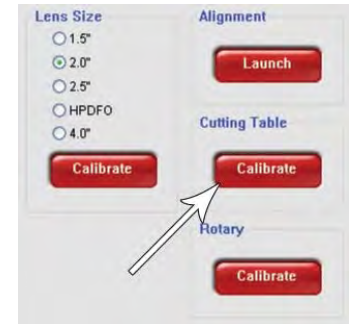 Lens Size
1.5"
2.0"
2.5"
HPDFO
4.0"
Calibrate
Alignment
Launch
Cutting Table
Calibrate
Rotary
Calibrate